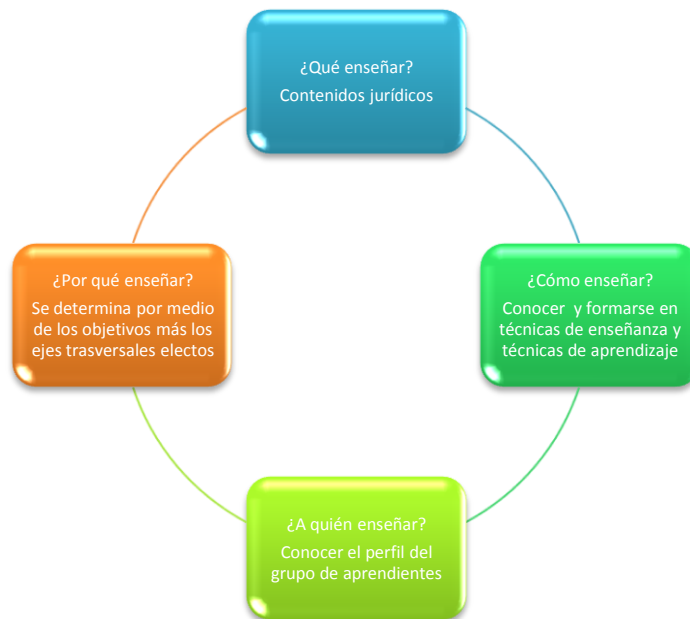 ¿Qué enseñar?
Contenidos jurídicos
¿Cómo enseñar?
Conocer y formarse en
técnicas de enseñanza y
técnicas de aprendizaje
¿A quién enseñar?
Conocer el perfil del
grupo de aprendientes
¿Por qué enseñar?
Se determina por medio
de los objetivos más los
ejes trasversales electos